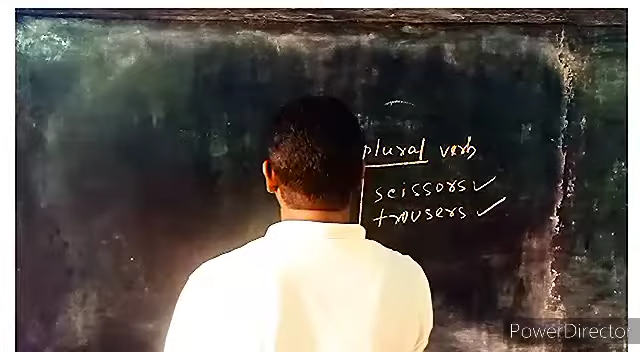 plural verb
scissors ✓
trousers ✓
PowerDirector